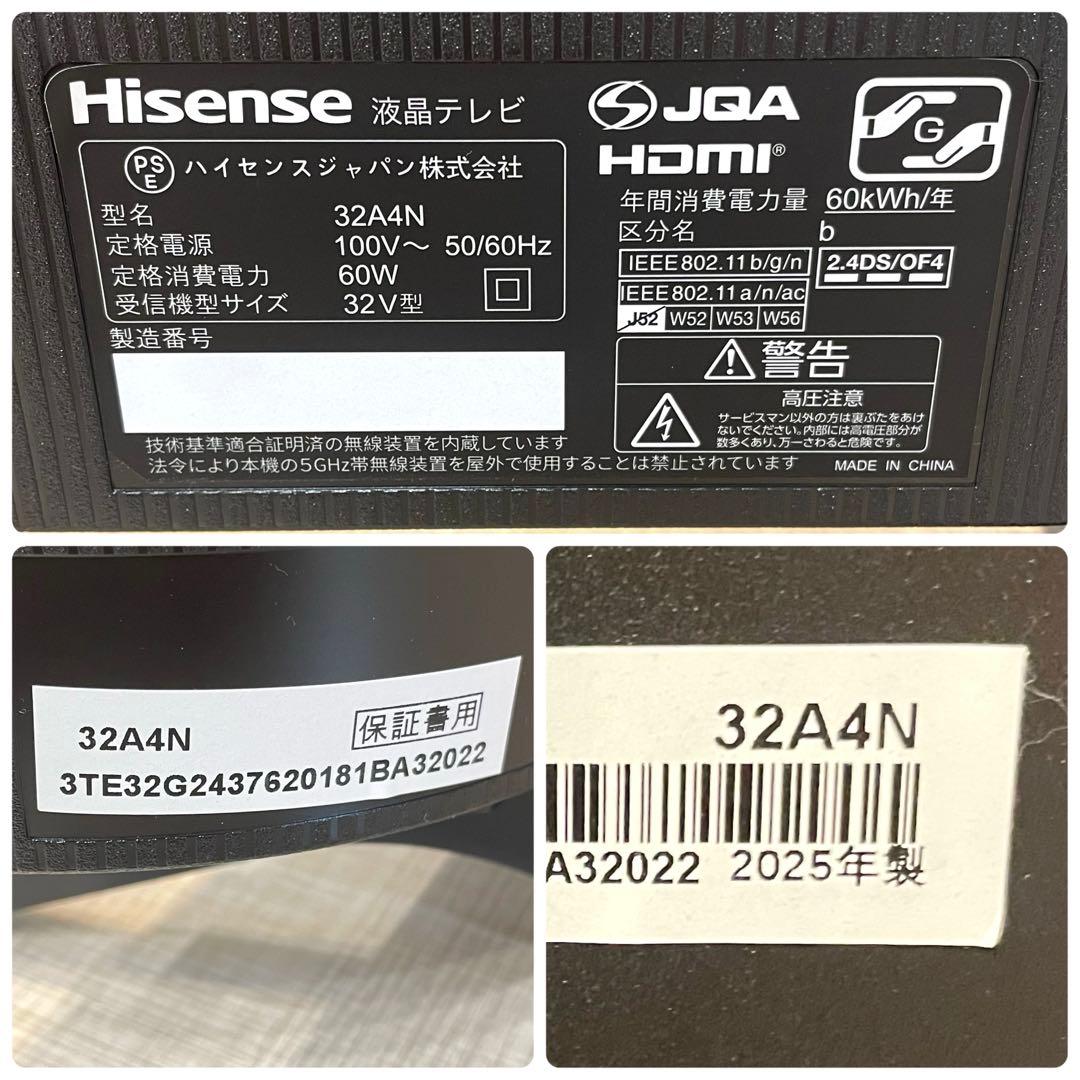 Hisense 液晶テレビ
PS
E
ハイセンスジャパン株式会社
型名 32A4N
定格電源 100V～ 50/60Hz
定格消費電力 60W
受信機型サイズ 32V型
製造番号
JQA
HDMI®
G
年間消費電力量 60kWh/年
区分名 b
IEEE802.11b/g/n
2.4DS/OF4
IEEE802.11a/n/ac
J52 W52 W53 W56
警告
高圧注意
サービスマン以外の方は裏ぶたをあけ
ないでください。内部には高電圧部分が
数多くあり、万一さわると危険です。
技術基準適合証明済の無線装置を内蔵しています
法令により本機の5GHz帯無線装置を屋外で使用することは禁止されています
MADE IN CHINA
32A4N 保証書用
3TE32G2437620181BA32022
32A4N
A32022 2025年製